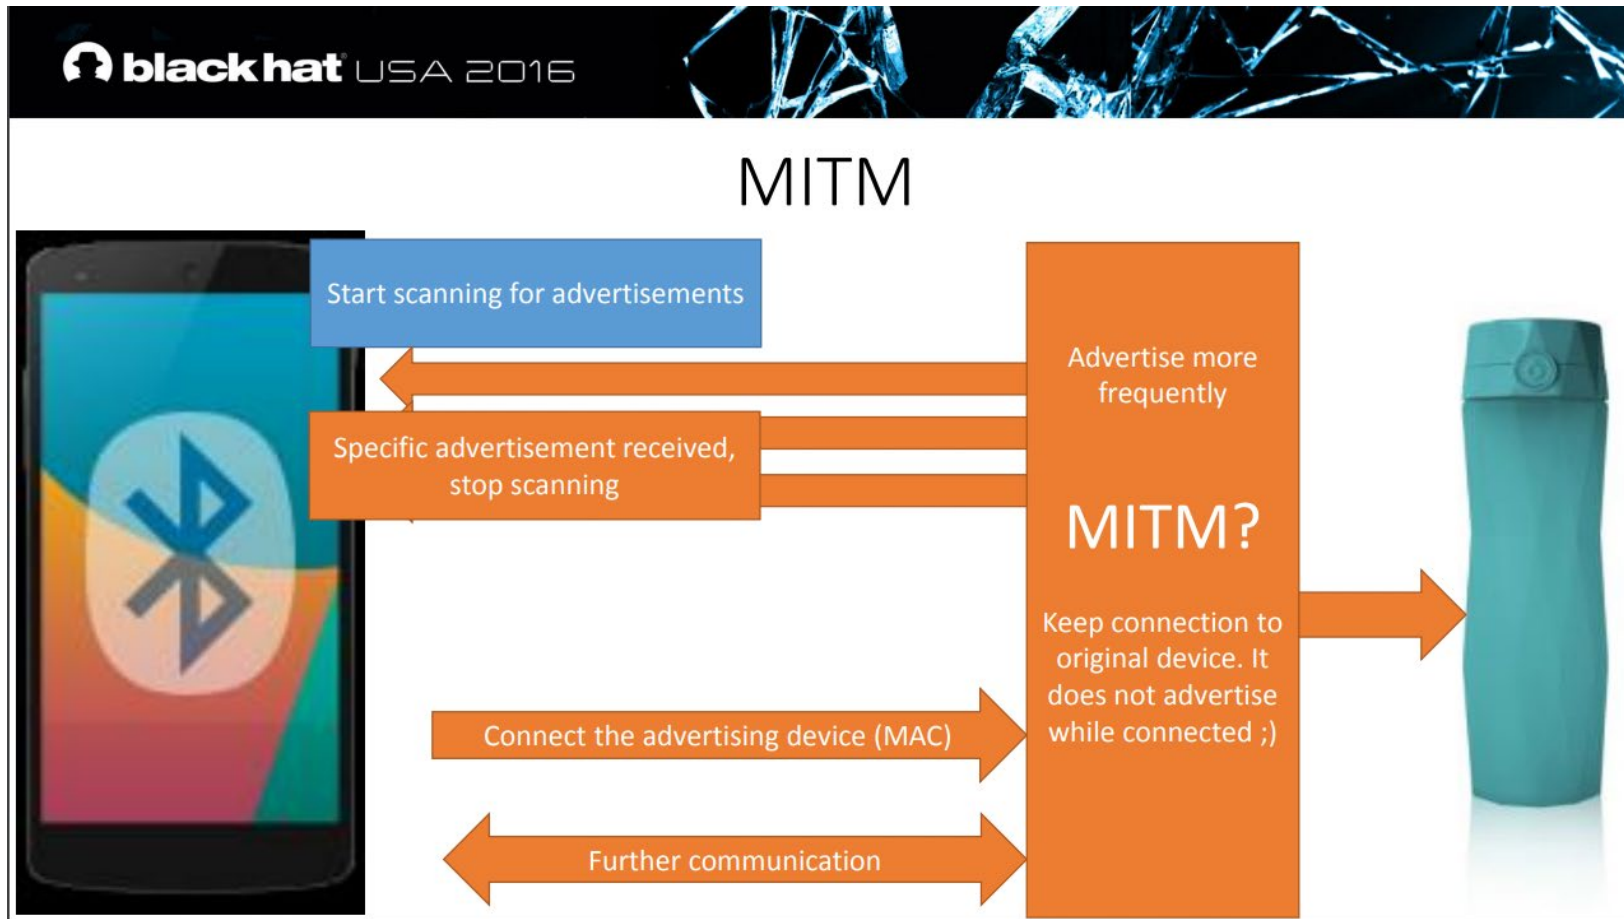 black hat USA 2016
MITM
Start scanning for advertisements
Advertise more
frequently
Specific advertisement received,
stop scanning
MITM?
Keep connection to
original device. It
does not advertise
while connected ;)
Connect the advertising device (MAC)
Further communication